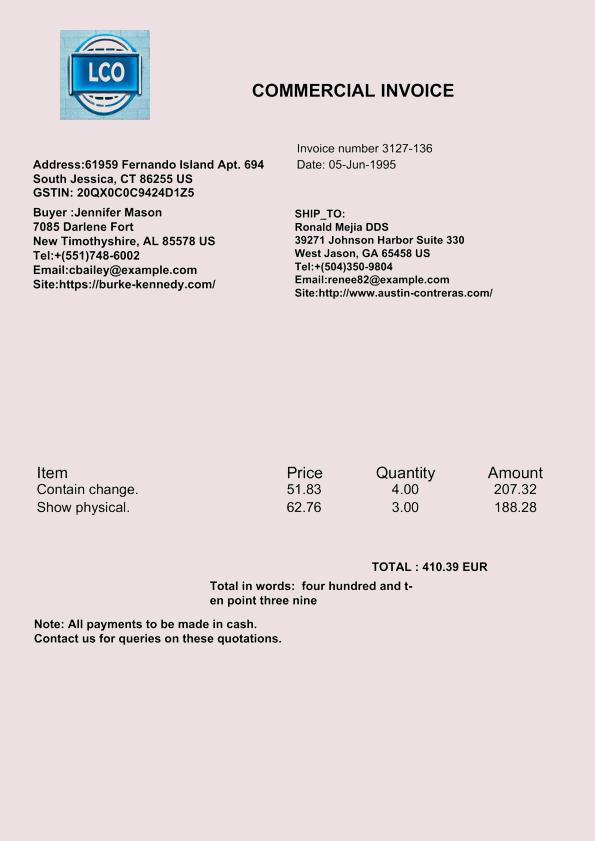 LCO
COMMERCIAL INVOICE
Invoice number 3127-136
Date: 05-Jun-1995
Address:61959 Fernando Island Apt. 694
South Jessica, CT 86255 US
GSTIN: 20QX0C0C9424D1Z5
Buyer :Jennifer Mason
7085 Darlene Fort
New Timothyshire, AL 85578 US
Tel:+(551)748-6002
Email:cbailey@example.com
Site:https://burke-kennedy.com/
SHIP_TO:
Ronald Mejia DDS
39271 Johnson Harbor Suite 330
West Jason, GA 65458 US
Tel:+(504)350-9804
Email:renee82@example.com
Site:http://www.austin-contreras.com/
Item Price Quantity Amount
Contain change. 51.83 4.00 207.32
Show physical. 62.76 3.00 188.28
TOTAL : 410.39 EUR
Total in words:  four hundred and t-
en point three nine
Note: All payments to be made in cash.
Contact us for queries on these quotations.